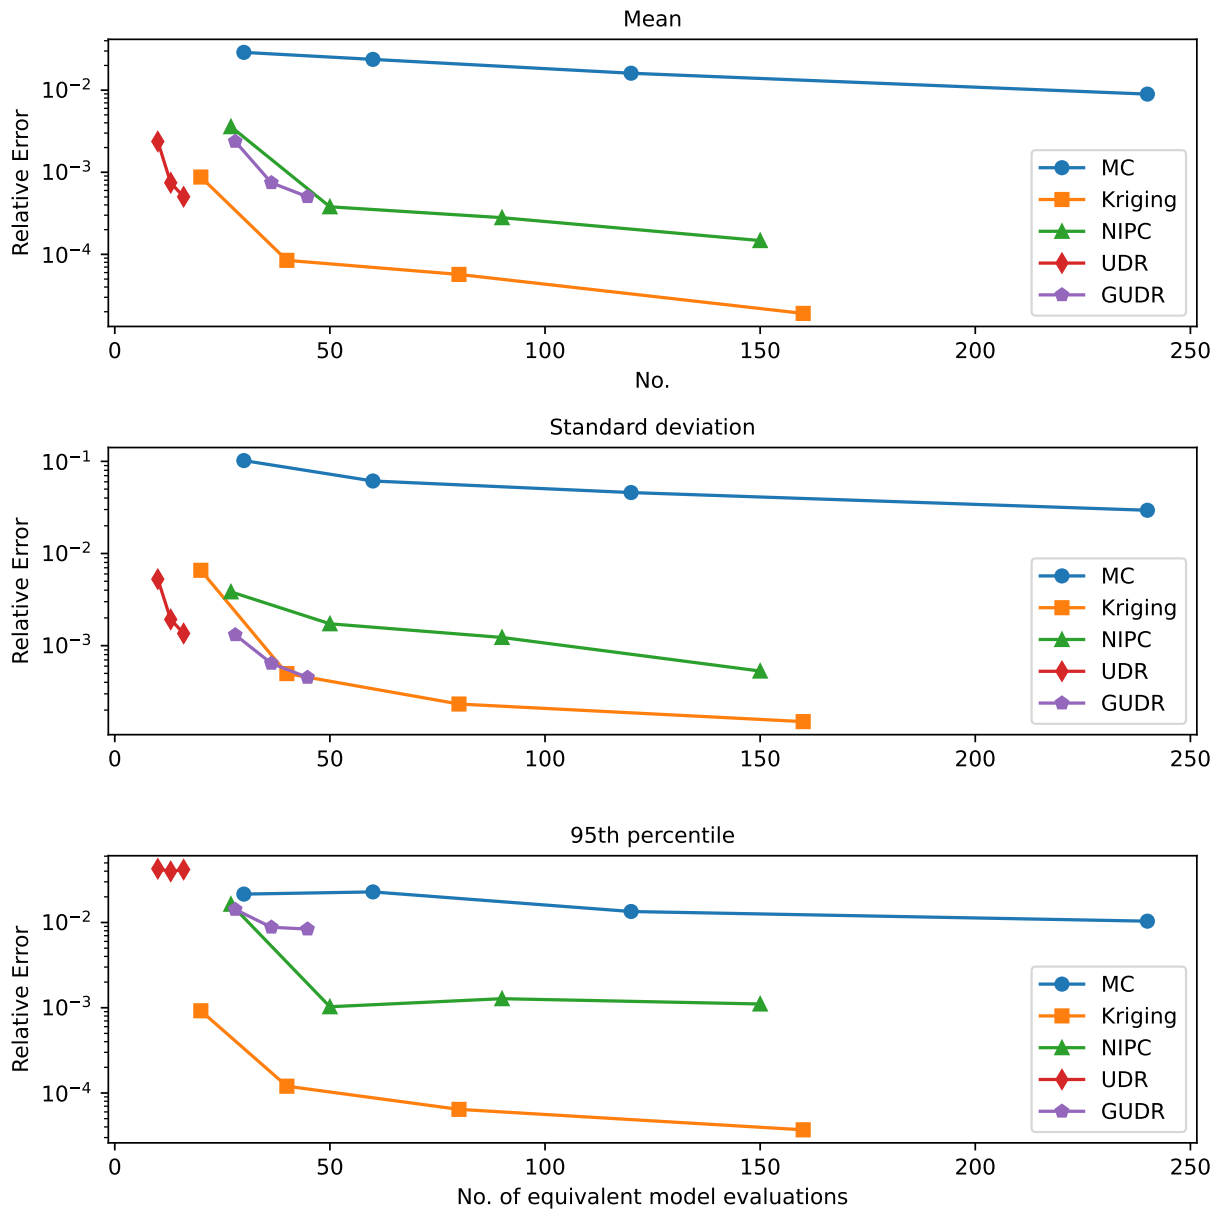 Mean
Relative Error
10⁻²
10⁻³
10⁻⁴
MC
Kriging
NIPC
UDR
GUDR
0 50 100 150 200 250
No.
Standard deviation
Relative Error
10⁻¹
10⁻²
10⁻³
MC
Kriging
NIPC
UDR
GUDR
0 50 100 150 200 250
95th percentile
Relative Error
10⁻²
10⁻³
10⁻⁴
MC
Kriging
NIPC
UDR
GUDR
0 50 100 150 200 250
No. of equivalent model evaluations